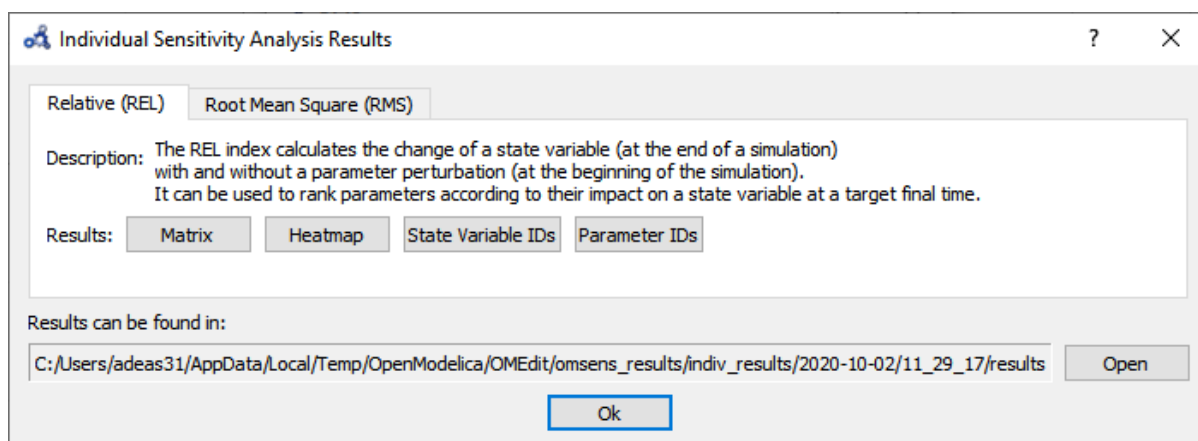 Individual Sensitivity Analysis Results
Relative (REL) Root Mean Square (RMS)
Description: The REL index calculates the change of a state variable (at the end of a simulation)
with and without a parameter perturbation (at the beginning of the simulation).
It can be used to rank parameters according to their impact on a state variable at a target final time.
Results: Matrix Heatmap State Variable IDs Parameter IDs
Results can be found in:
C:/Users/adeas31/AppData/Local/Temp/OpenModelica/OMEdit/omsens_results/indiv_results/2020-10-02/11_29_17/results Open
Ok